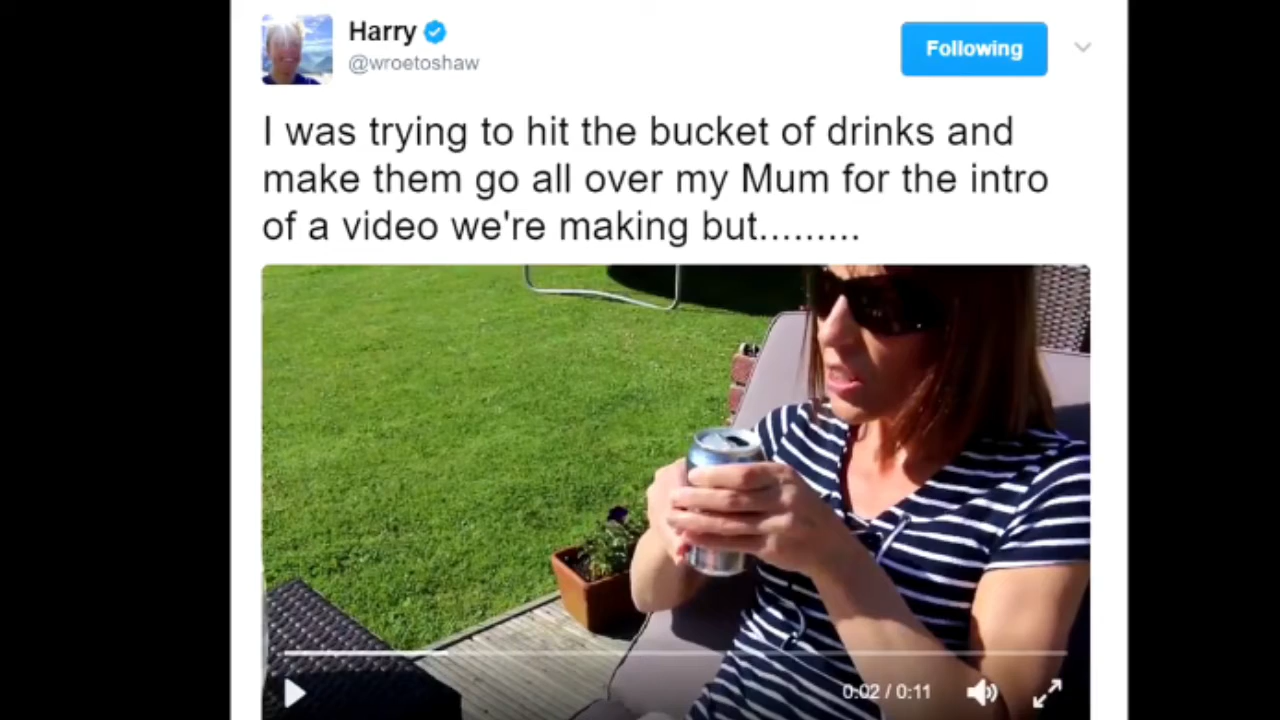 Harry
@wroetoshaw
Following
I was trying to hit the bucket of drinks and
make them go all over my Mum for the intro
of a video we're making but.........
0:02 / 0:11